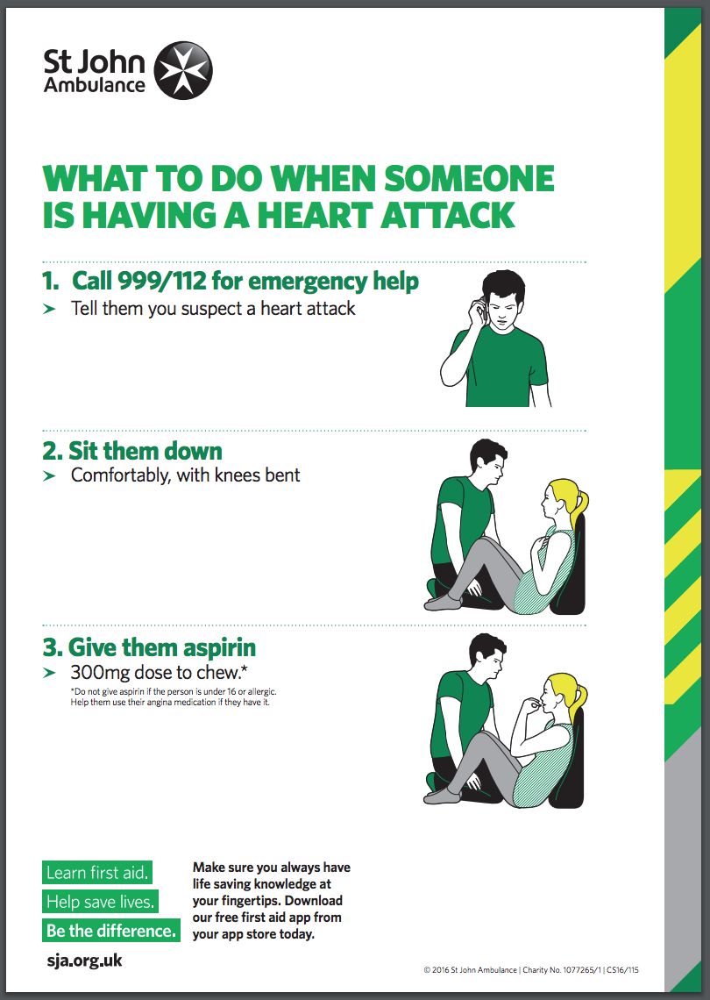 St John
Ambulance
WHAT TO DO WHEN SOMEONE
IS HAVING A HEART ATTACK
1. Call 999/112 for emergency help
➤ Tell them you suspect a heart attack
2. Sit them down
➤ Comfortably, with knees bent
3. Give them aspirin
➤ 300mg dose to chew.*
*Do not give aspirin if the person is under 16 or allergic.
Help them use their angina medication if they have it.
Learn first aid.
Help save lives.
Be the difference.
sja.org.uk
Make sure you always have
life saving knowledge at
your fingertips. Download
our free first aid app from
your app store today.
© 2016 St John Ambulance | Charity No. 1077265/1 | CS16/115